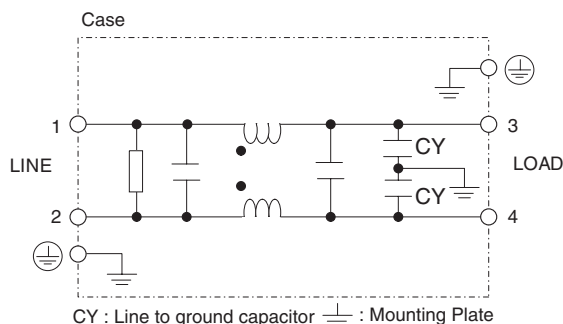 Case
1
3
CY
LINE
LOAD
CY
2
4
CY : Line to ground capacitor : Mounting Plate